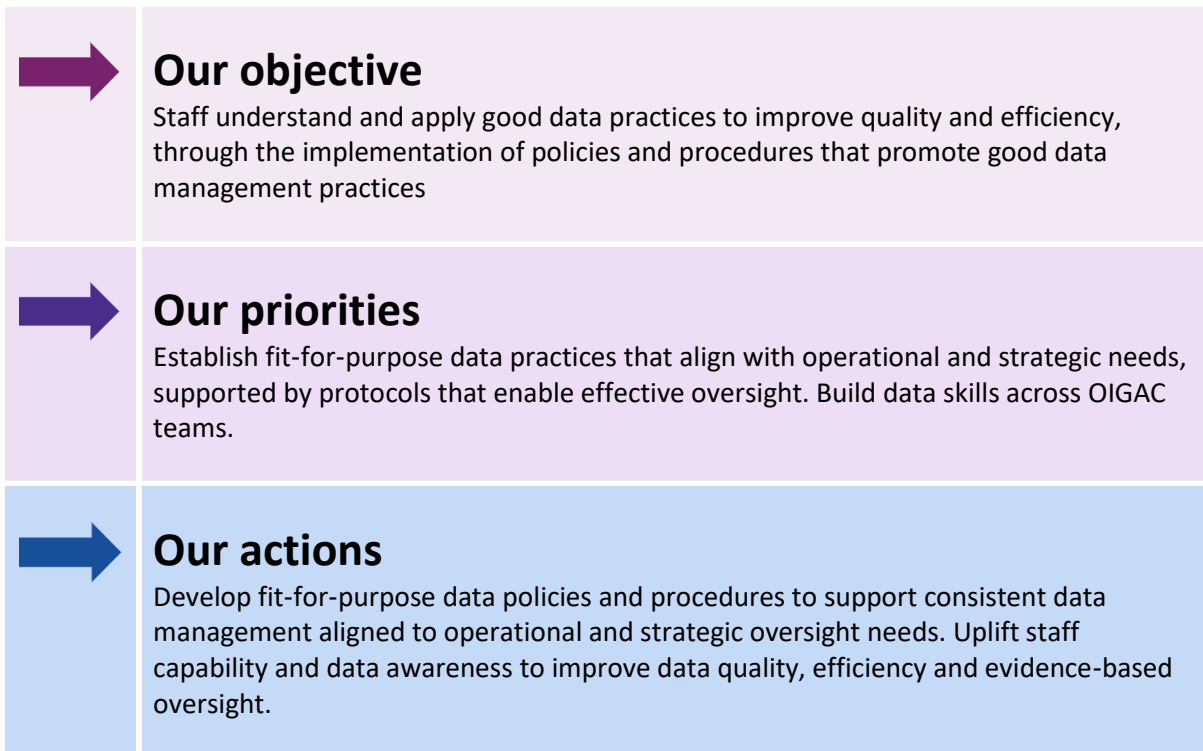 Our objective
Staff understand and apply good data practices to improve quality and efficiency,
through the implementation of policies and procedures that promote good data
management practices
Our priorities
Establish fit-for-purpose data practices that align with operational and strategic needs,
supported by protocols that enable effective oversight. Build data skills across OIGAC
teams.
Our actions
Develop fit-for-purpose data policies and procedures to support consistent data
management aligned to operational and strategic oversight needs. Uplift staff
capability and data awareness to improve data quality, efficiency and evidence-based
oversight.